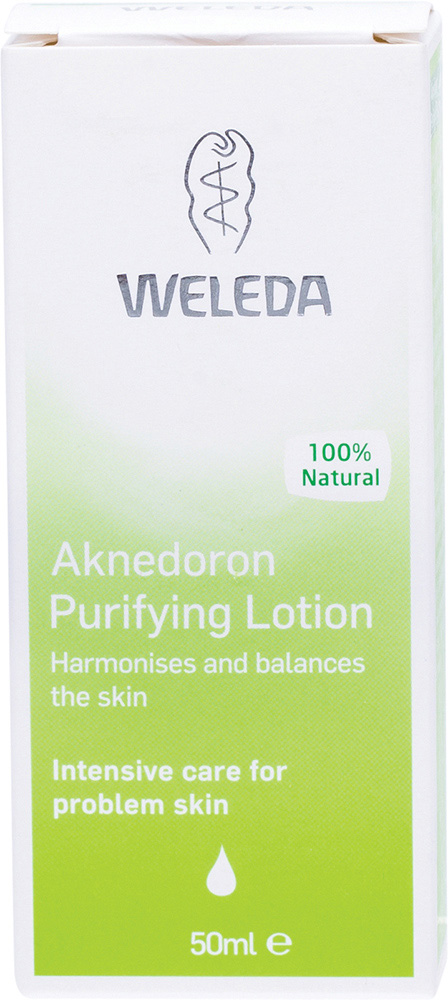 WELEDA
WELEDA
100%
Natural
Aknedoron
Purifying Lotion
Harmonises and balances
the skin
Intensive care for
problem skin
50ml ℮